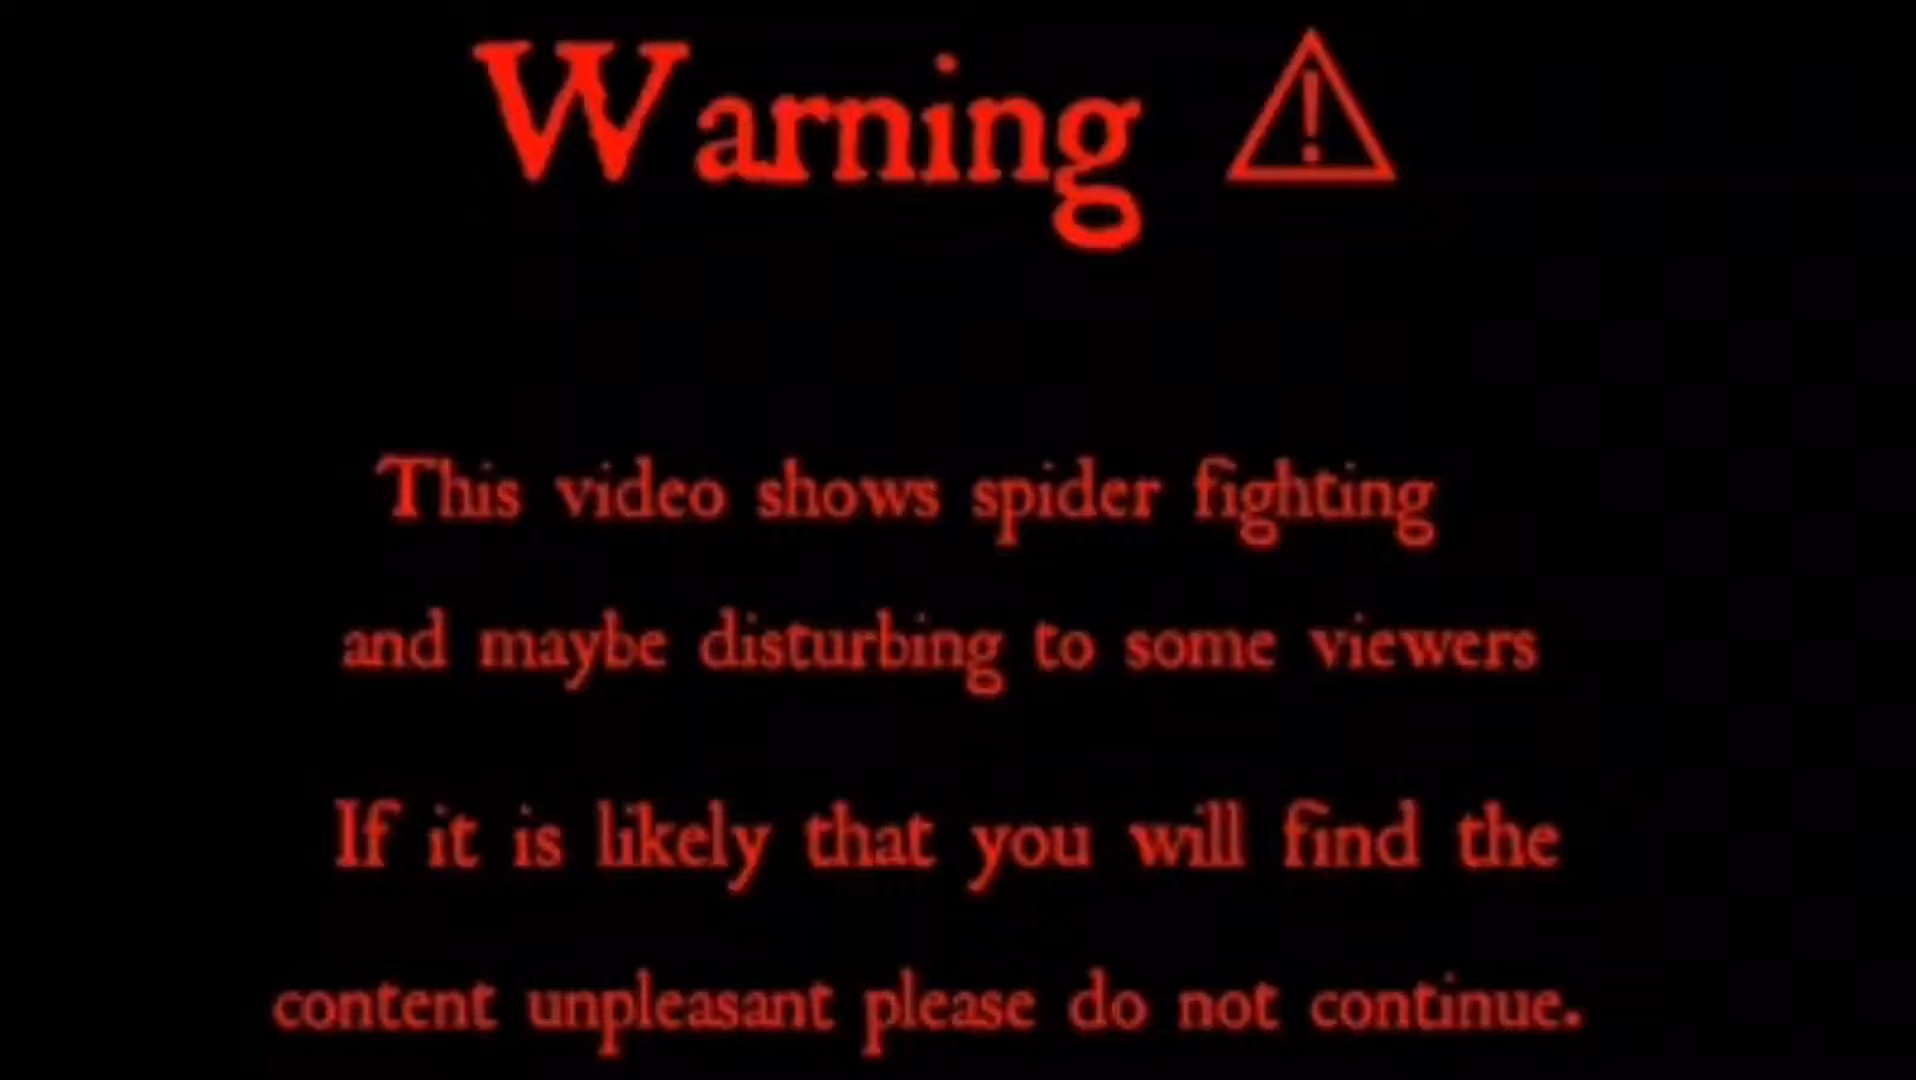 Warning ⚠
This video shows spider fighting
and maybe disturbing to some viewers
If it is likely that you will find the
content unpleasant please do not continue.